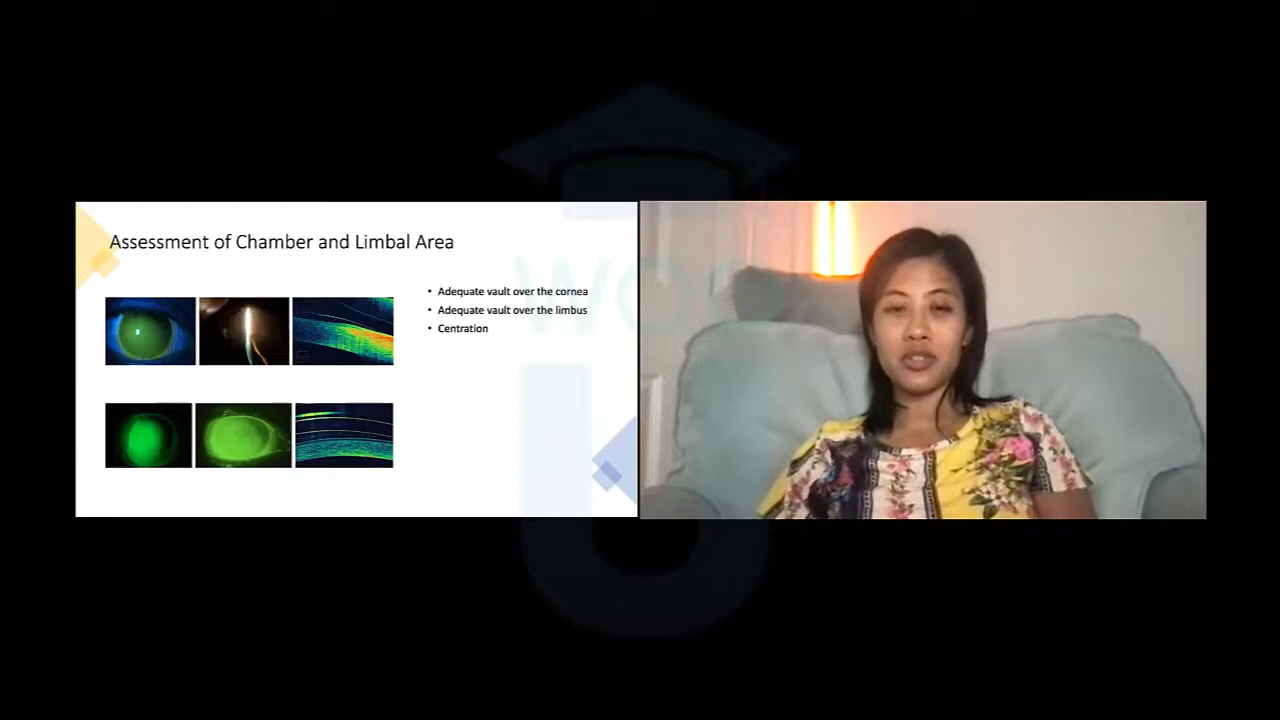 Assessment of Chamber and Limbal Area
• Adequate vault over the cornea
• Adequate vault over the limbus
• Centration